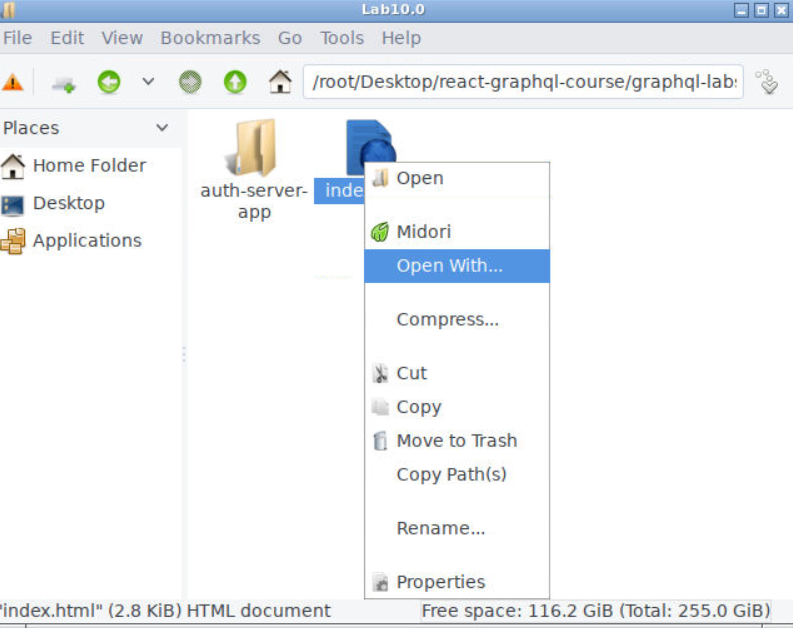 Lab10.0
File Edit View Bookmarks Go Tools Help
/root/Desktop/react-graphql-course/graphql-labs
Places
Home Folder
Desktop
Applications
auth-server-
app
inde
Open
Midori
Open With...
Compress...
Cut
Copy
Move to Trash
Copy Path(s)
Rename...
Properties
"index.html" (2.8 KiB) HTML document
Free space: 116.2 GiB (Total: 255.0 GiB)